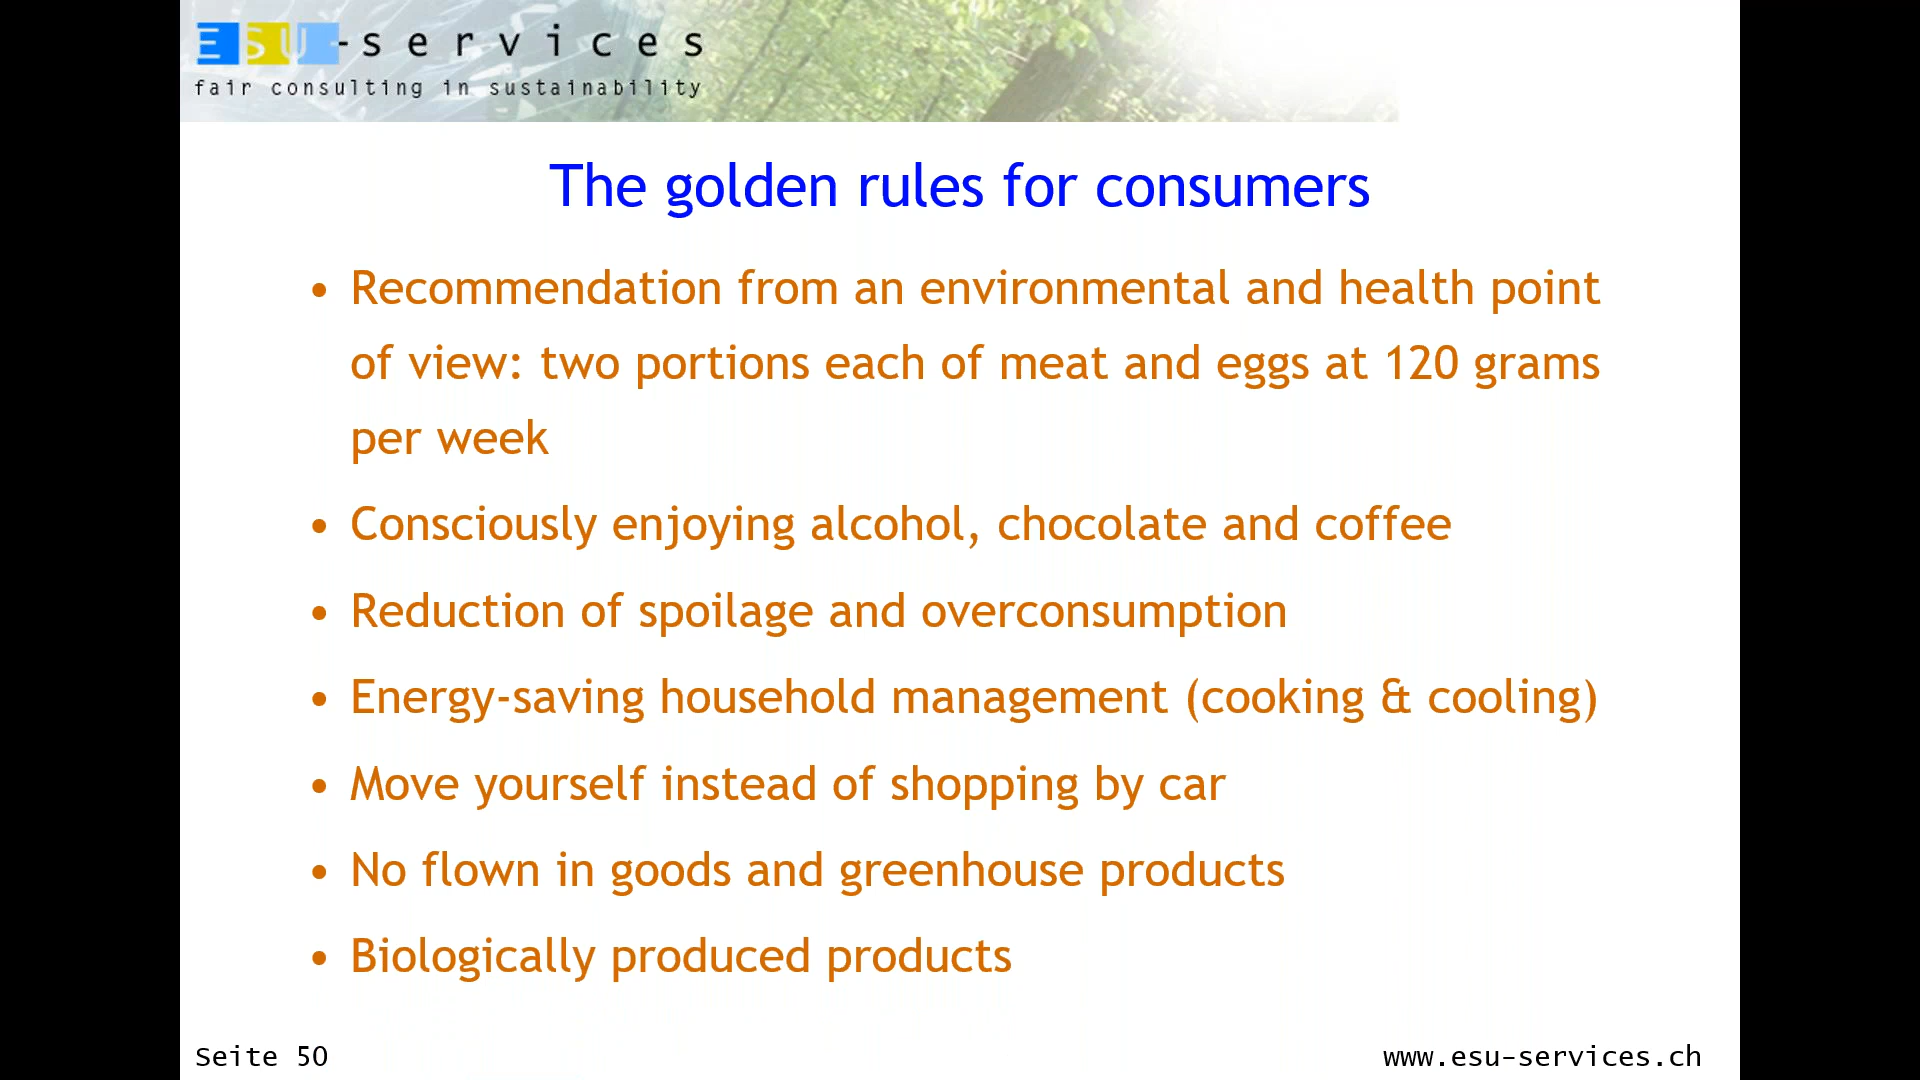 ESU-services
fair consulting in sustainability
The golden rules for consumers
• Recommendation from an environmental and health point
of view: two portions each of meat and eggs at 120 grams
per week
• Consciously enjoying alcohol, chocolate and coffee
• Reduction of spoilage and overconsumption
• Energy-saving household management (cooking & cooling)
• Move yourself instead of shopping by car
• No flown in goods and greenhouse products
• Biologically produced products
Seite 50
www.esu-services.ch